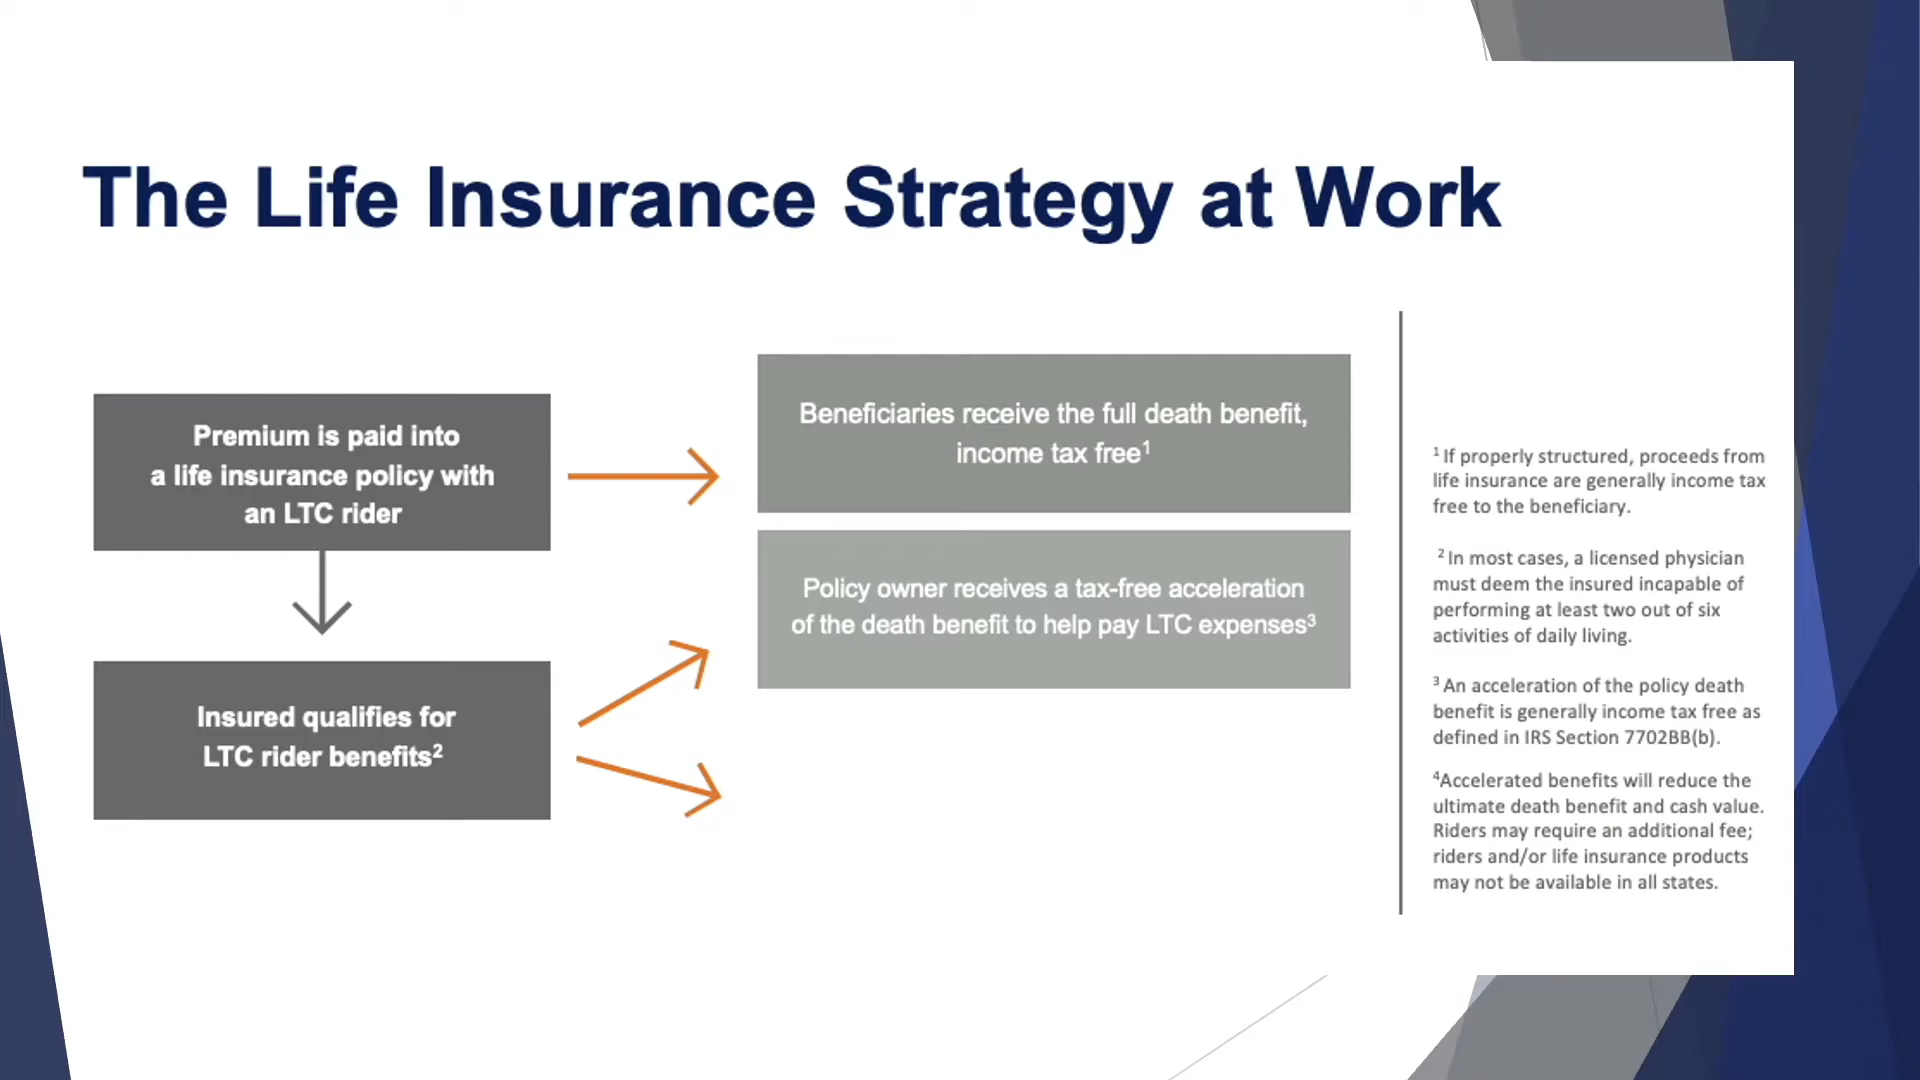 The Life Insurance Strategy at Work
Premium is paid into
a life insurance policy with
an LTC rider
Insured qualifies for
LTC rider benefits²
Beneficiaries receive the full death benefit,
income tax free¹
Policy owner receives a tax-free acceleration
of the death benefit to help pay LTC expenses³
¹ If properly structured, proceeds from
life insurance are generally income tax
free to the beneficiary.
² In most cases, a licensed physician
must deem the insured incapable of
performing at least two out of six
activities of daily living.
³ An acceleration of the policy death
benefit is generally income tax free as
defined in IRS Section 7702BB(b).
⁴Accelerated benefits will reduce the
ultimate death benefit and cash value.
Riders may require an additional fee;
riders and/or life insurance products
may not be available in all states.